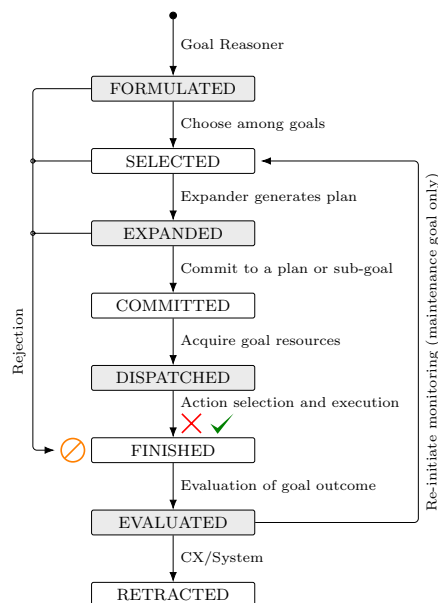 Goal Reasoner
FORMULATED
Choose among goals
SELECTED
Expander generates plan
EXPANDED
Commit to a plan or sub-goal
COMMITTED
Acquire goal resources
DISPATCHED
Action selection and execution
FINISHED
Evaluation of goal outcome
EVALUATED
CX/System
RETRACTED
Rejection
Re-initiate monitoring (maintenance goal only)